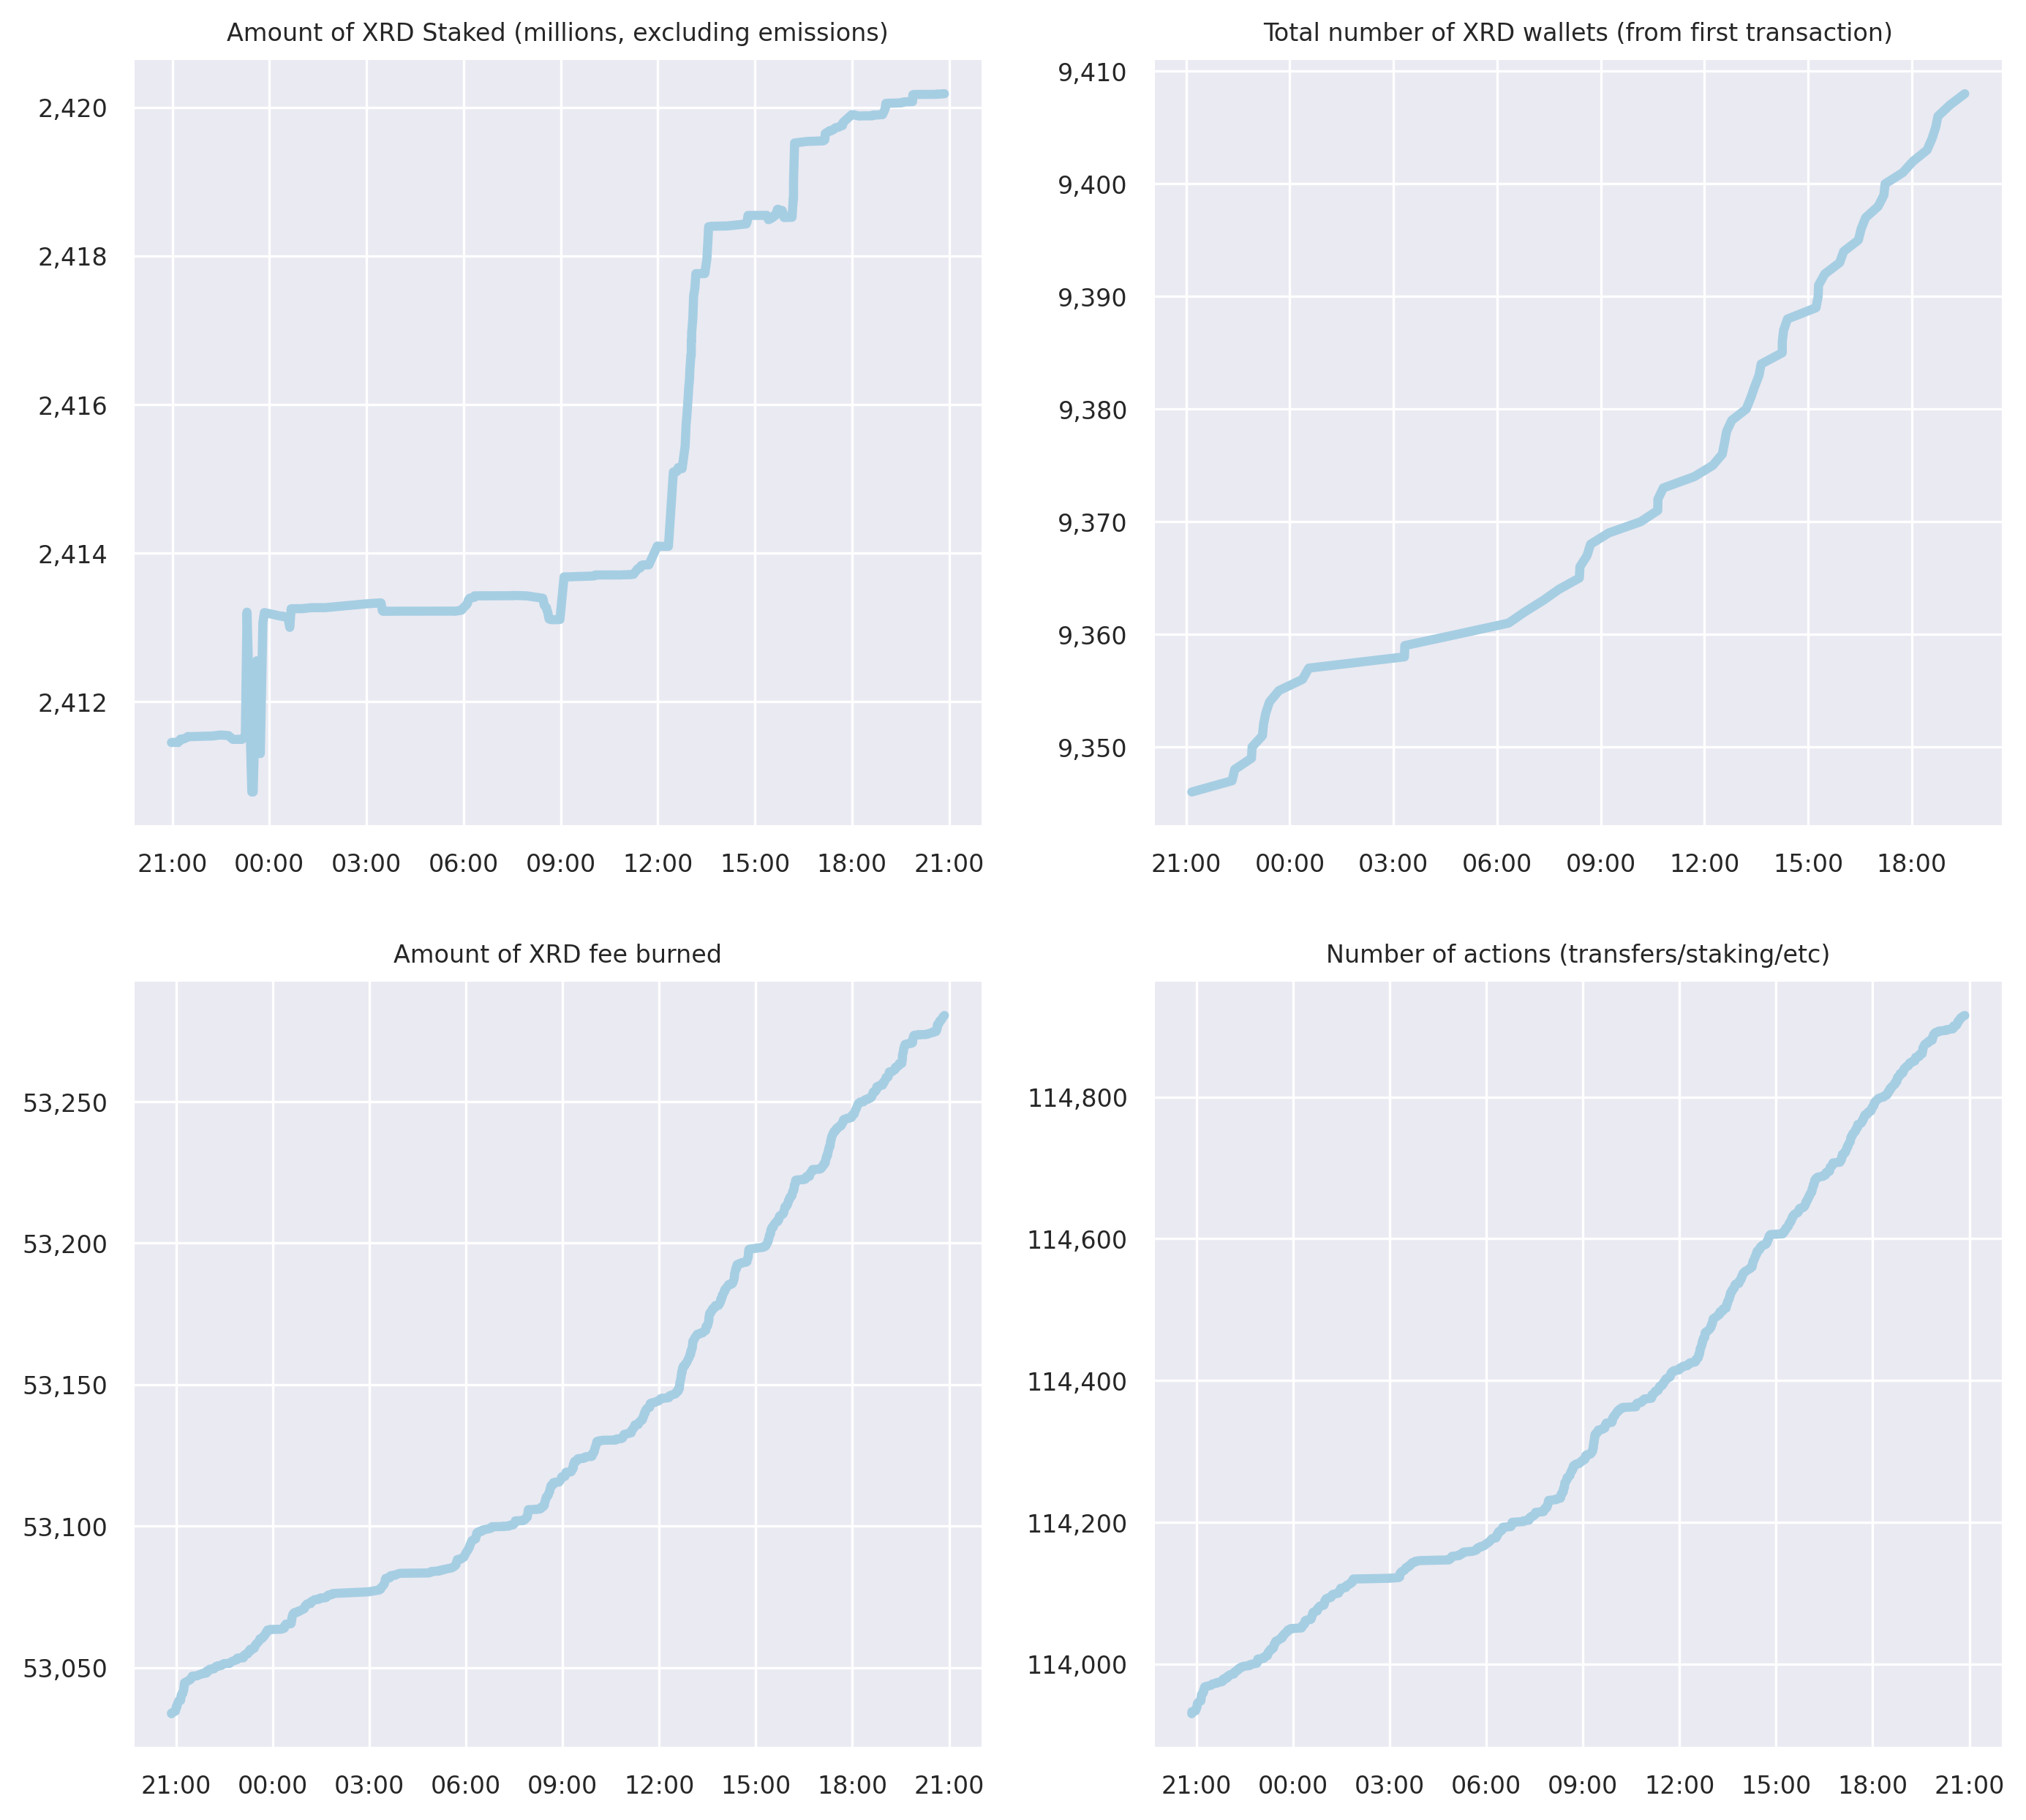 Amount of XRD Staked (millions, excluding emissions)
2,420
2,418
2,416
2,414
2,412
21:00 00:00 03:00 06:00 09:00 12:00 15:00 18:00 21:00
Total number of XRD wallets (from first transaction)
9,410
9,400
9,390
9,380
9,370
9,360
9,350
21:00 00:00 03:00 06:00 09:00 12:00 15:00 18:00
Amount of XRD fee burned
53,250
53,200
53,150
53,100
53,050
21:00 00:00 03:00 06:00 09:00 12:00 15:00 18:00 21:00
Number of actions (transfers/staking/etc)
114,800
114,600
114,400
114,200
114,000
21:00 00:00 03:00 06:00 09:00 12:00 15:00 18:00 21:00